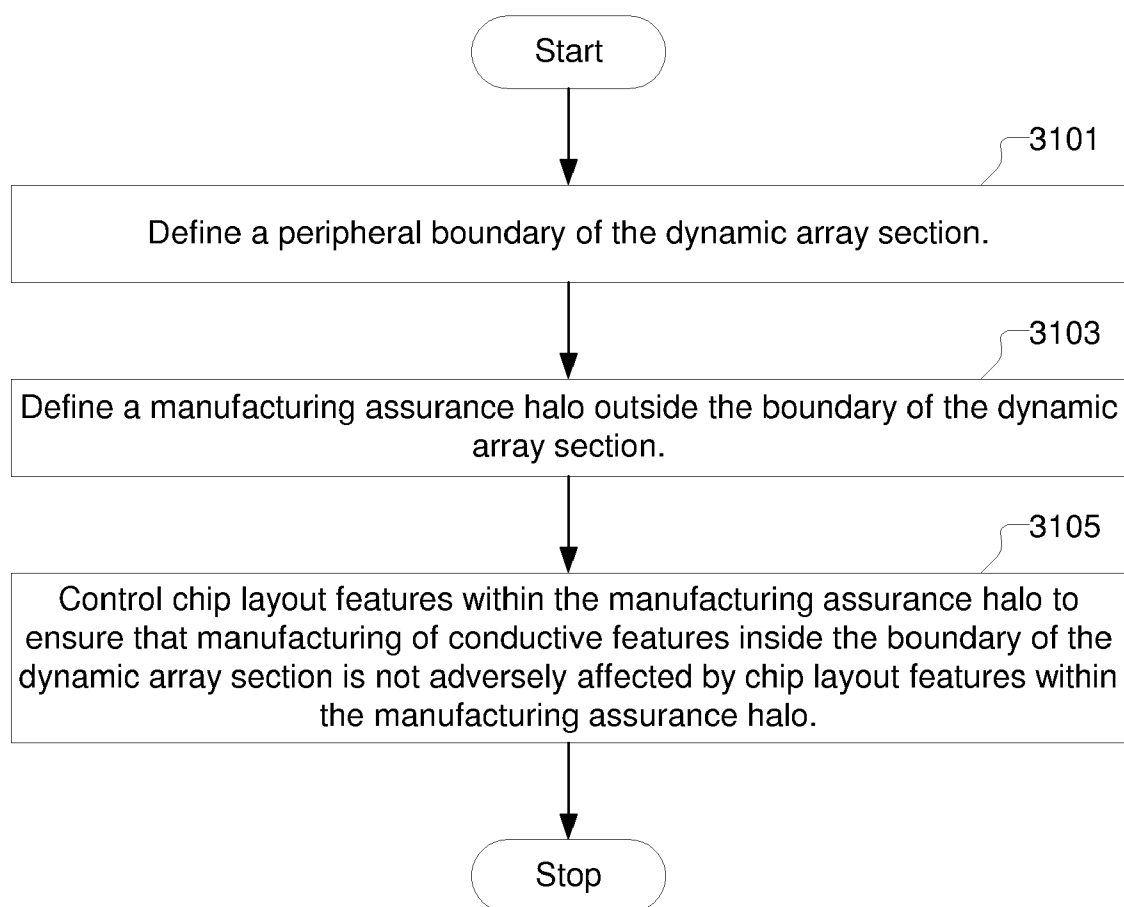 Start
3101
Define a peripheral boundary of the dynamic array section.
3103
Define a manufacturing assurance halo outside the boundary of the dynamic
array section.
3105
Control chip layout features within the manufacturing assurance halo to
ensure that manufacturing of conductive features inside the boundary of the
dynamic array section is not adversely affected by chip layout features within
the manufacturing assurance halo.
Stop